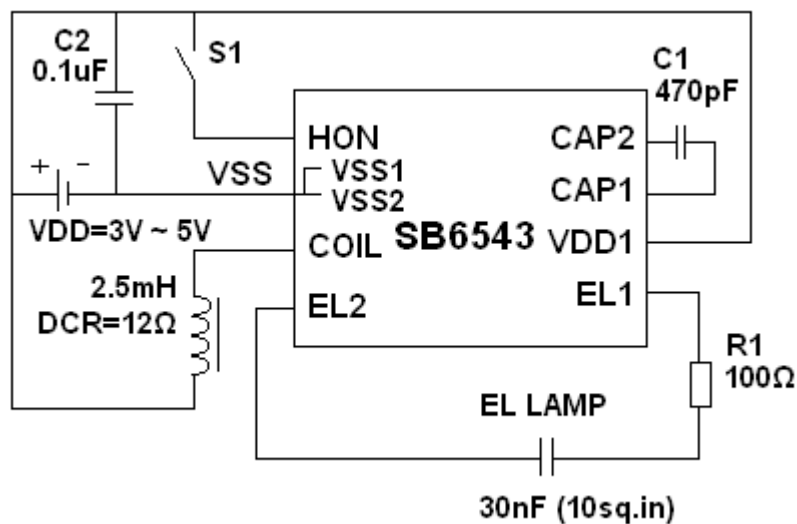 C2
0.1uF
S1
C1
470pF
HON
CAP2
+ -
VSS
VSS1
VSS2
CAP1
VDD=3V ~ 5V
COIL
SB6543
VDD1
2.5mH
DCR=12Ω
EL2
EL1
R1
100Ω
EL LAMP
30nF (10sq.in)